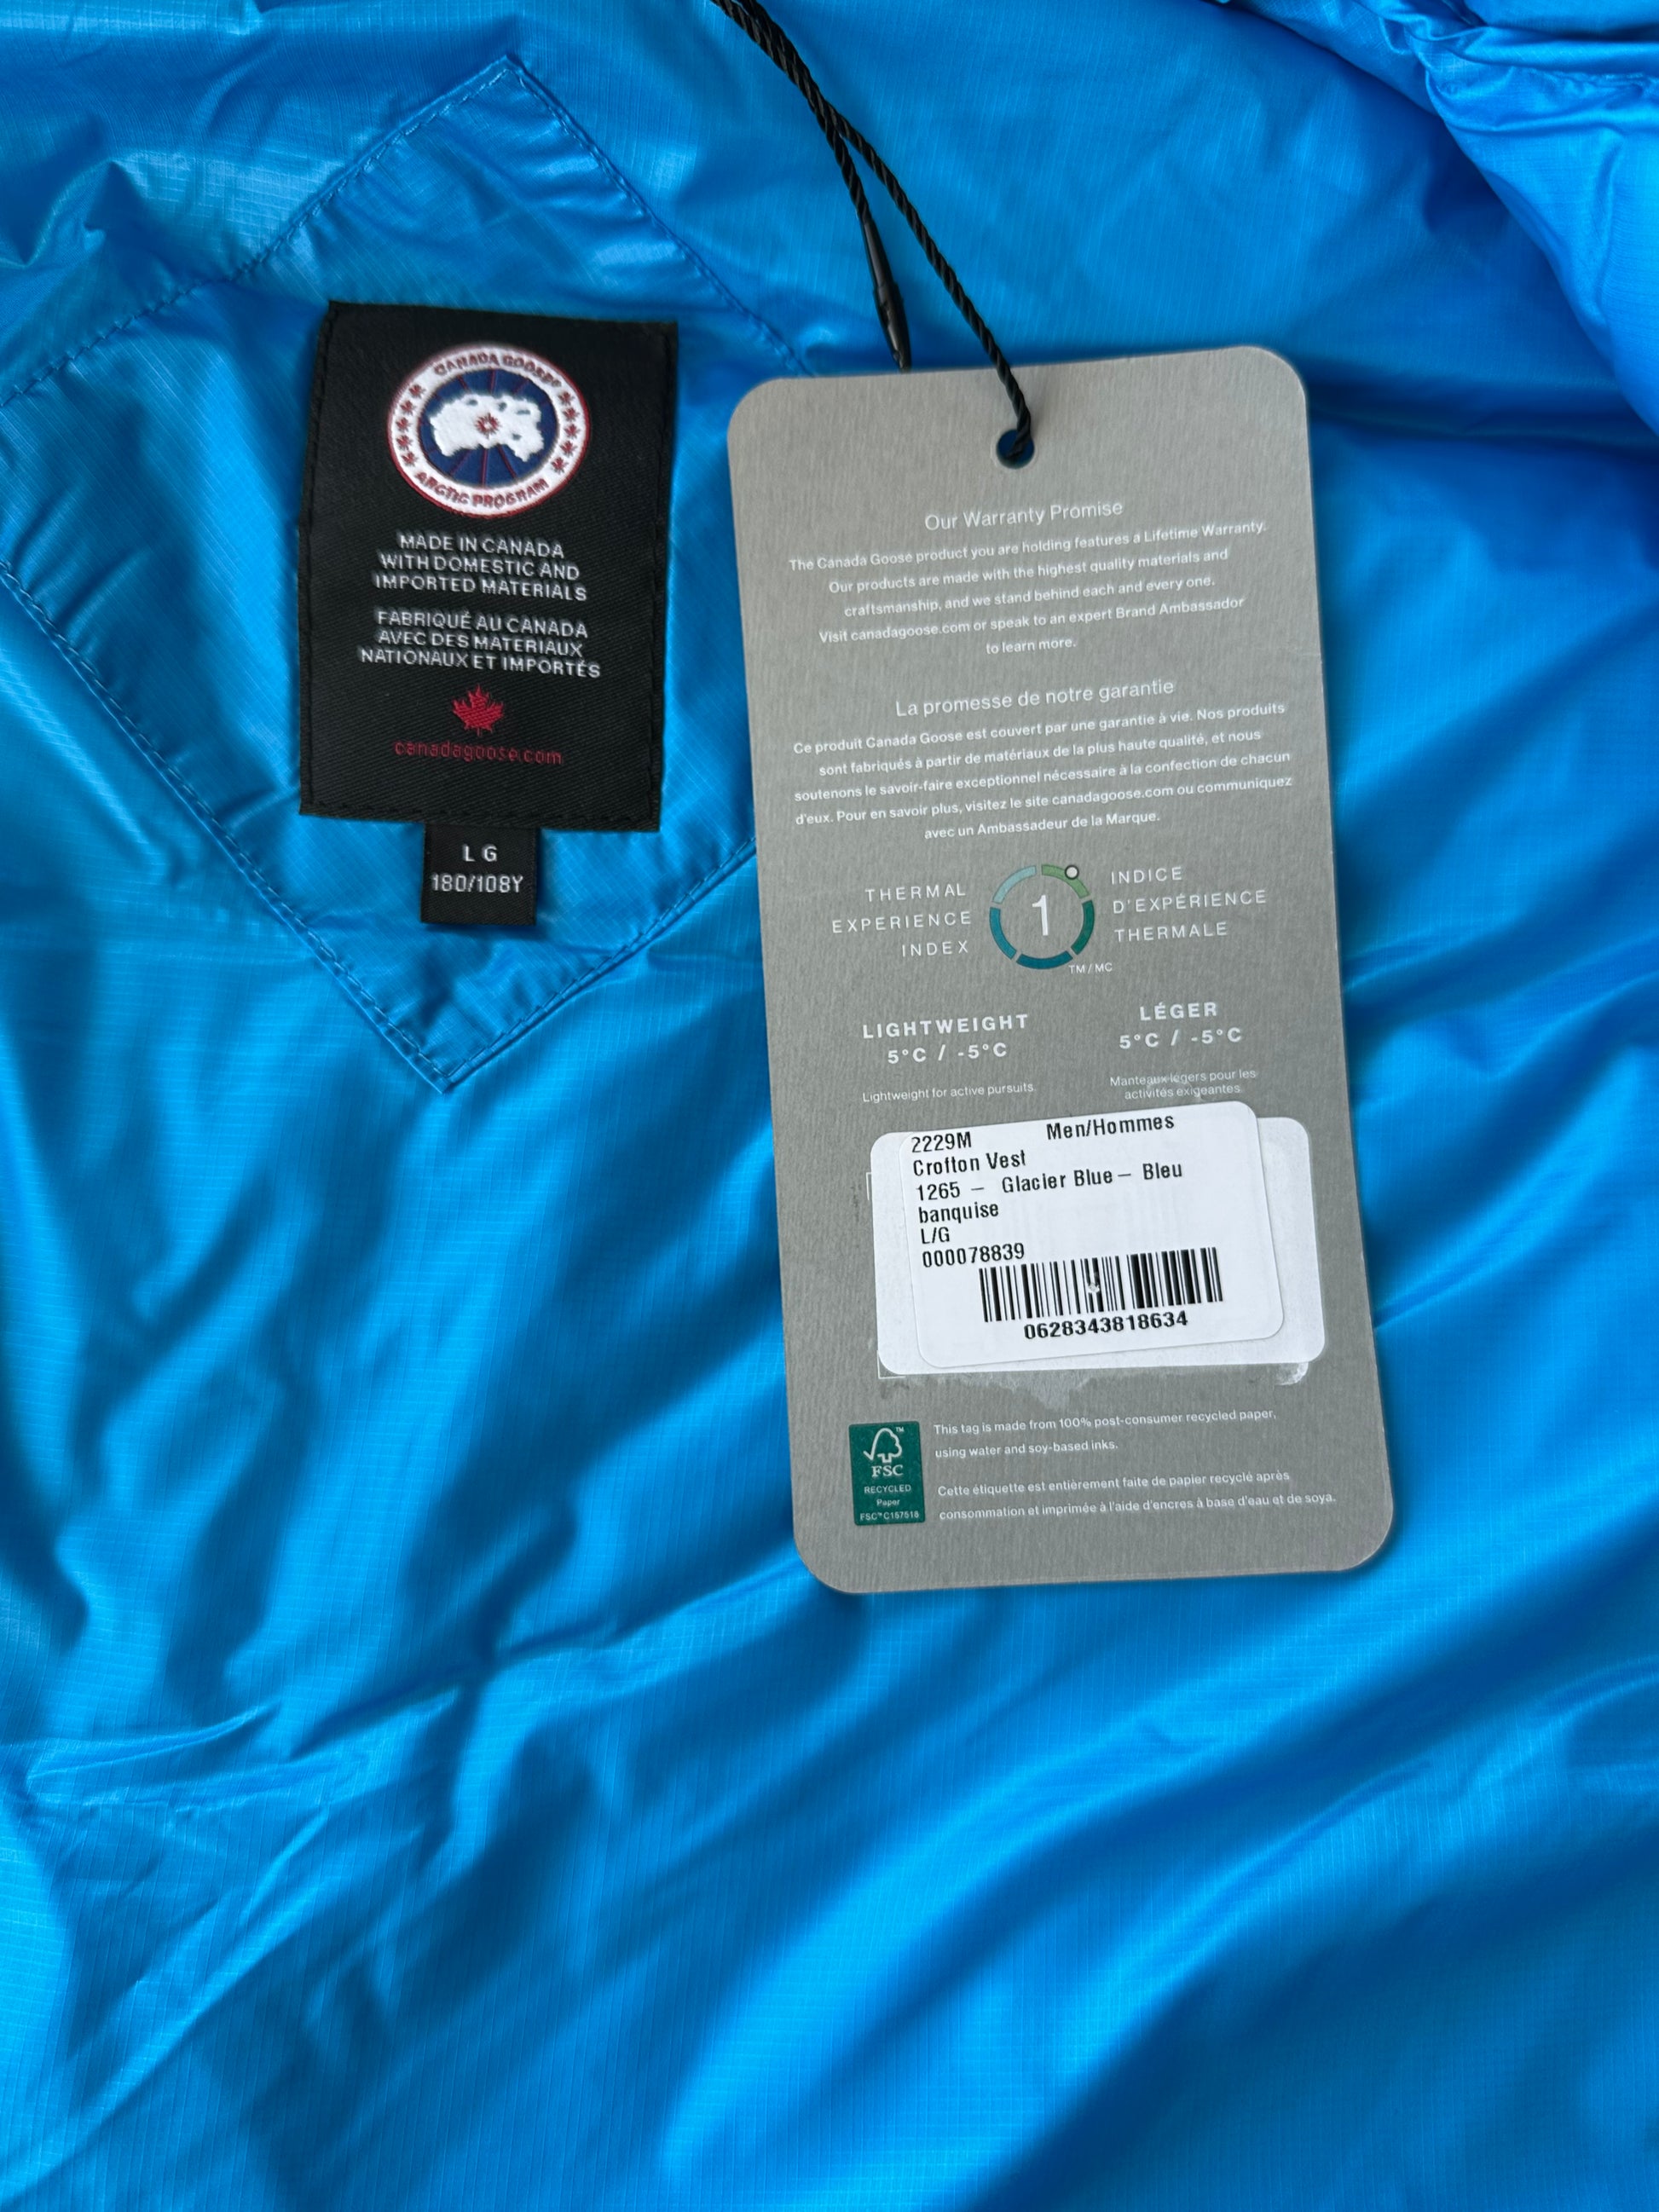 CANADA GOOSE
ARCTIC PROGRAM
MADE IN CANADA
WITH DOMESTIC AND
IMPORTED MATERIALS
FABRIQUÉ AU CANADA
AVEC DES MATERIAUX
NATIONAUX ET IMPORTÉS
canadagoose.com
L G
180/108Y
Our Warranty Promise
The Canada Goose product you are holding features a Lifetime Warranty.
Our products are made with the highest quality materials and
craftsmanship, and we stand behind each and every one.
Visit canadagoose.com or speak to an expert Brand Ambassador
to learn more.
La promesse de notre garantie
Ce produit Canada Goose est couvert par une garantie à vie. Nos produits
sont fabriqués à partir de matériaux de la plus haute qualité, et nous
soutenons le savoir-faire exceptionnel nécessaire à la confection de chacun
d'eux. Pour en savoir plus, visitez le site canadagoose.com ou communiquez
avec un Ambassadeur de la Marque.
THERMAL
EXPERIENCE
INDEX
1
TM/MC
INDICE
D'EXPÉRIENCE
THERMALE
LIGHTWEIGHT
5°C / -5°C
Lightweight for active pursuits.
LÉGER
5°C / -5°C
Manteaux légers pour les
activités exigeantes.
2229M Men/Hommes
Crofton Vest
1265 – Glacier Blue – Bleu
banquise
L/G
000078839
0628343818634
FSC™
RECYCLED
Paper
FSC™ C157518
This tag is made from 100% post-consumer recycled paper,
using water and soy-based inks.
Cette étiquette est entièrement faite de papier recyclé après
consommation et imprimée à l'aide d'encres à base d'eau et de soya.